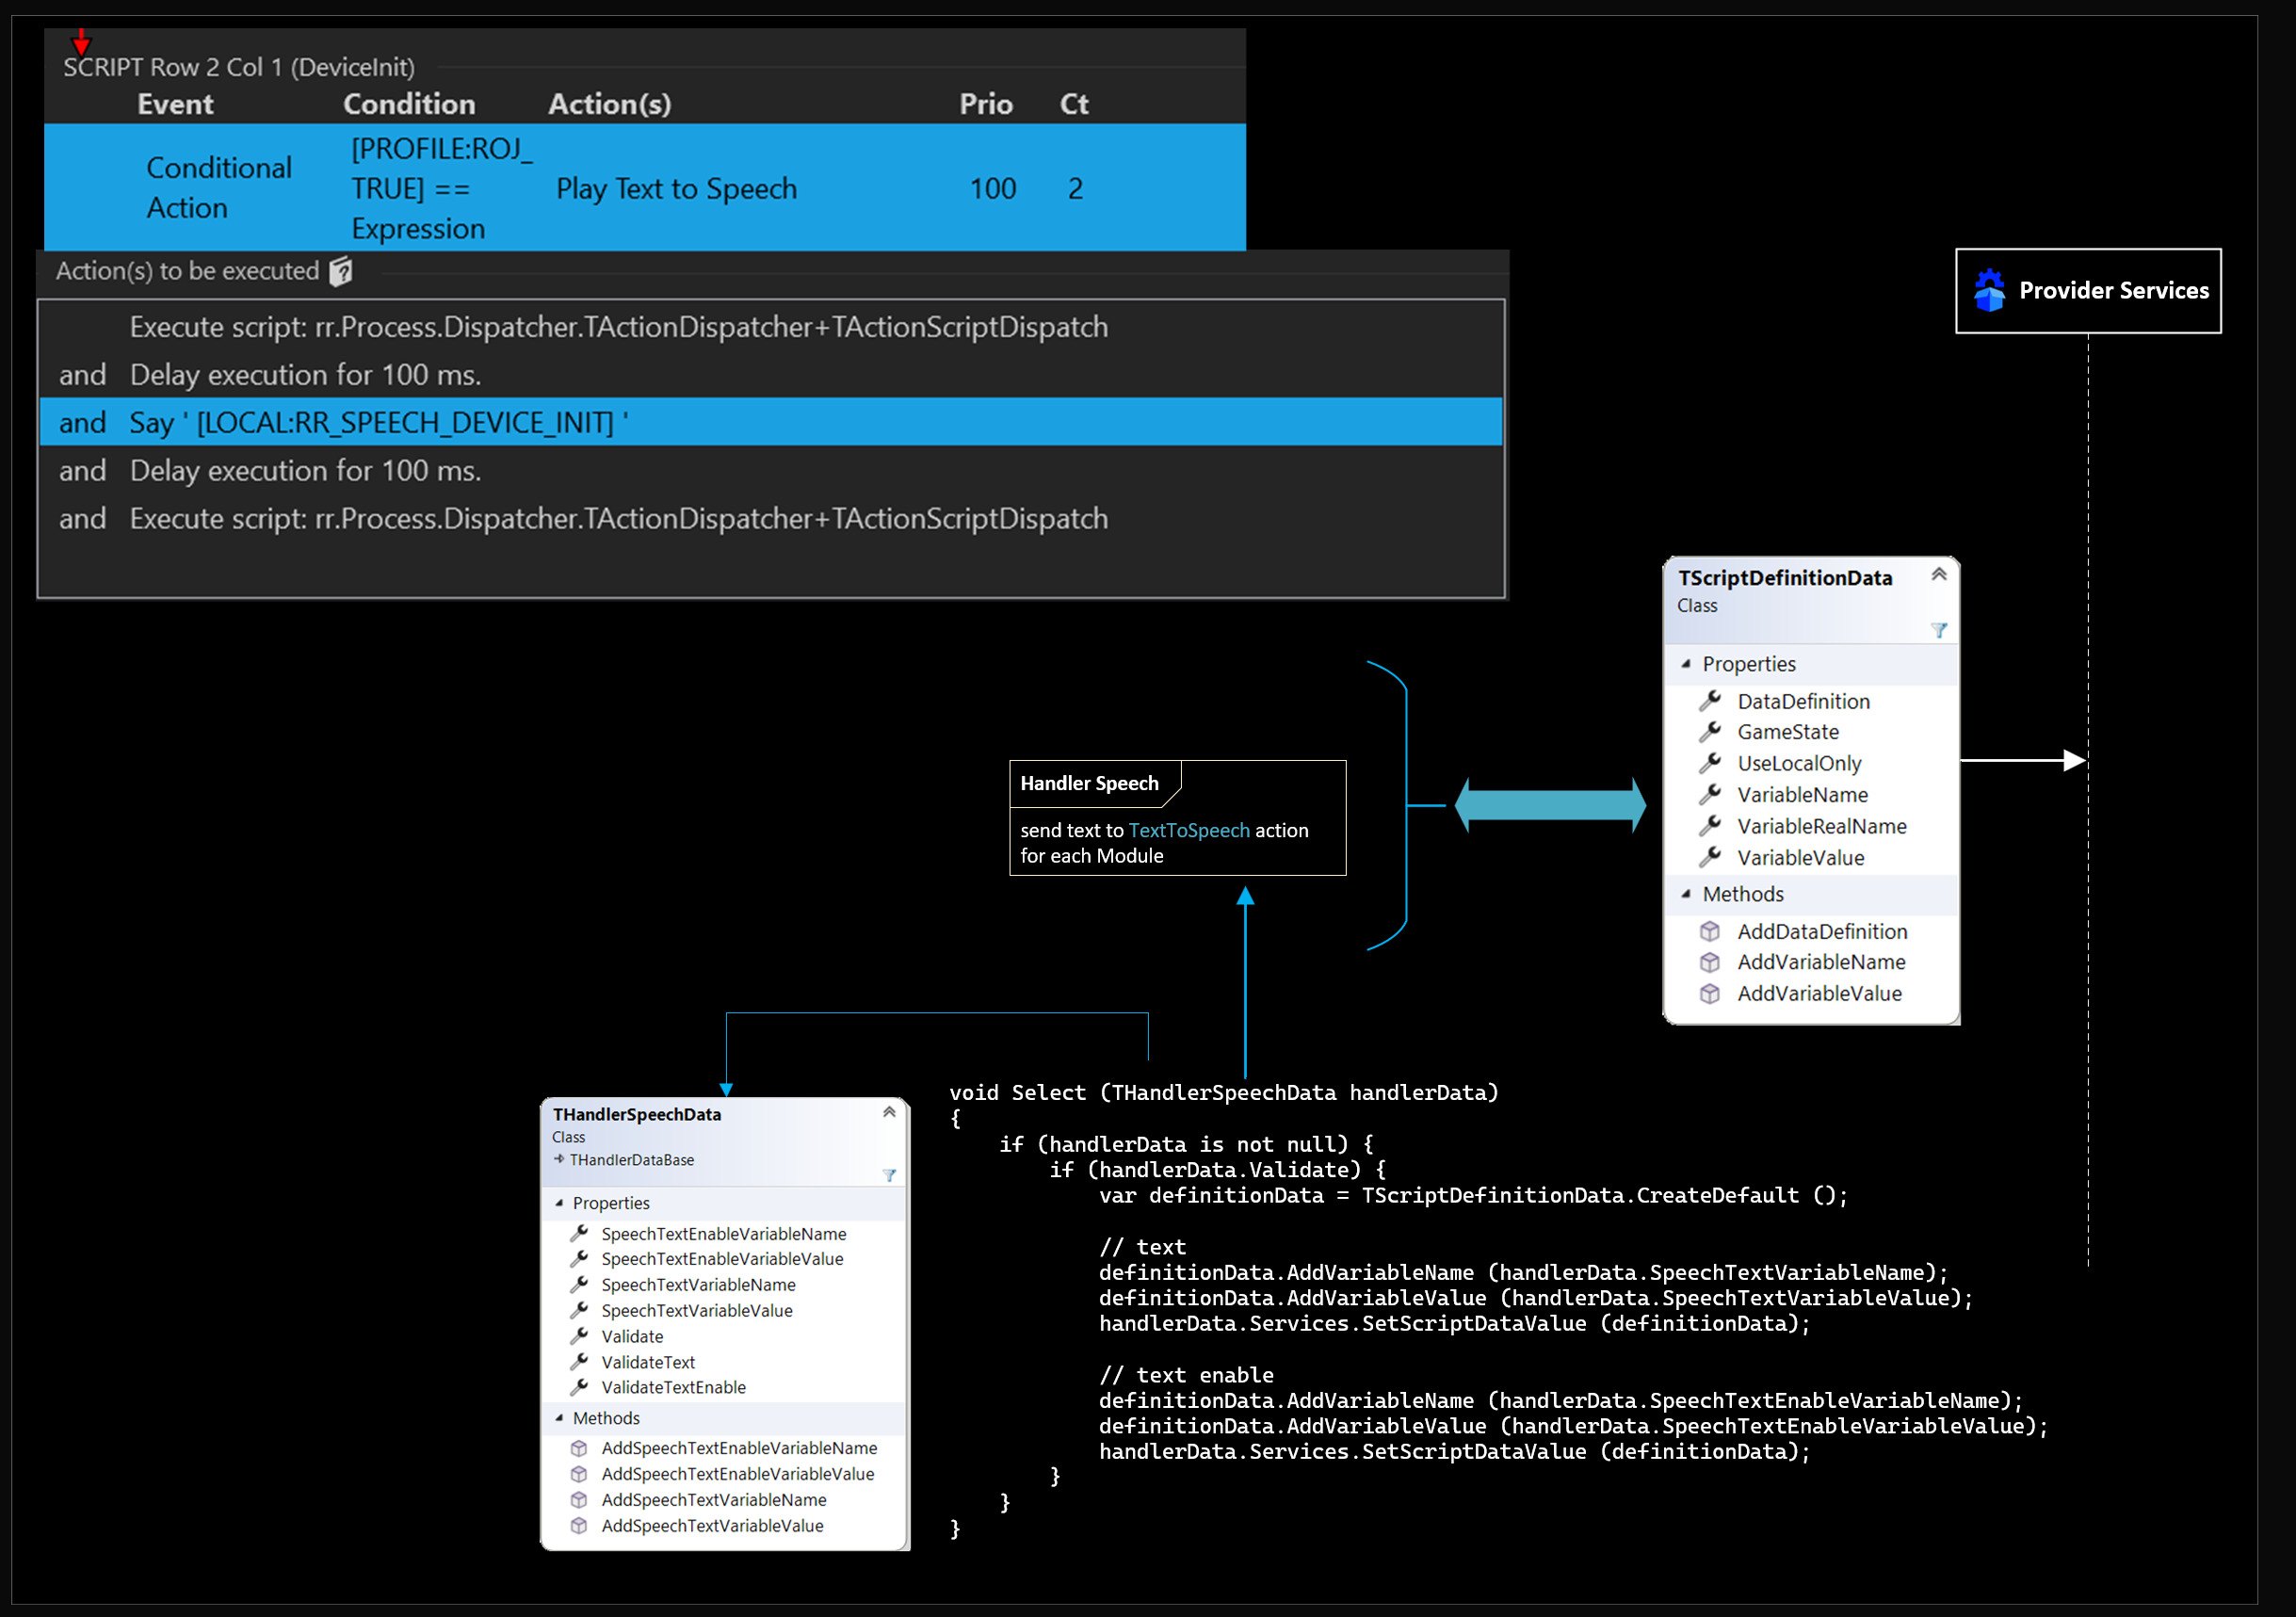 SCRIPT Row 2 Col 1 (DeviceInit)
Event Condition Action(s) Prio Ct
Conditional
Action
[PROFILE:ROJ_
TRUE] ==
Expression
Play Text to Speech
100
2
Action(s) to be executed
Execute script: rr.Process.Dispatcher.TActionDispatcher+TActionScriptDispatch
and Delay execution for 100 ms.
and Say ' [LOCAL:RR_SPEECH_DEVICE_INIT] '
and Delay execution for 100 ms.
and Execute script: rr.Process.Dispatcher.TActionDispatcher+TActionScriptDispatch
Provider Services
TScriptDefinitionData
Class
Properties
DataDefinition
GameState
UseLocalOnly
VariableName
VariableRealName
VariableValue
Methods
AddDataDefinition
AddVariableName
AddVariableValue
Handler Speech
send text to TextToSpeech action
for each Module
THandlerSpeechData
Class
THandlerDataBase
Properties
SpeechTextEnableVariableName
SpeechTextEnableVariableValue
SpeechTextVariableName
SpeechTextVariableValue
Validate
ValidateText
ValidateTextEnable
Methods
AddSpeechTextEnableVariableName
AddSpeechTextEnableVariableValue
AddSpeechTextVariableName
AddSpeechTextVariableValue
void Select (THandlerSpeechData handlerData)
{
if (handlerData is not null) {
if (handlerData.Validate) {
var definitionData = TScriptDefinitionData.CreateDefault ();
// text
definitionData.AddVariableName (handlerData.SpeechTextVariableName);
definitionData.AddVariableValue (handlerData.SpeechTextVariableValue);
handlerData.Services.SetScriptDataValue (definitionData);
// text enable
definitionData.AddVariableName (handlerData.SpeechTextEnableVariableName);
definitionData.AddVariableValue (handlerData.SpeechTextEnableVariableValue);
handlerData.Services.SetScriptDataValue (definitionData);
}
}
}